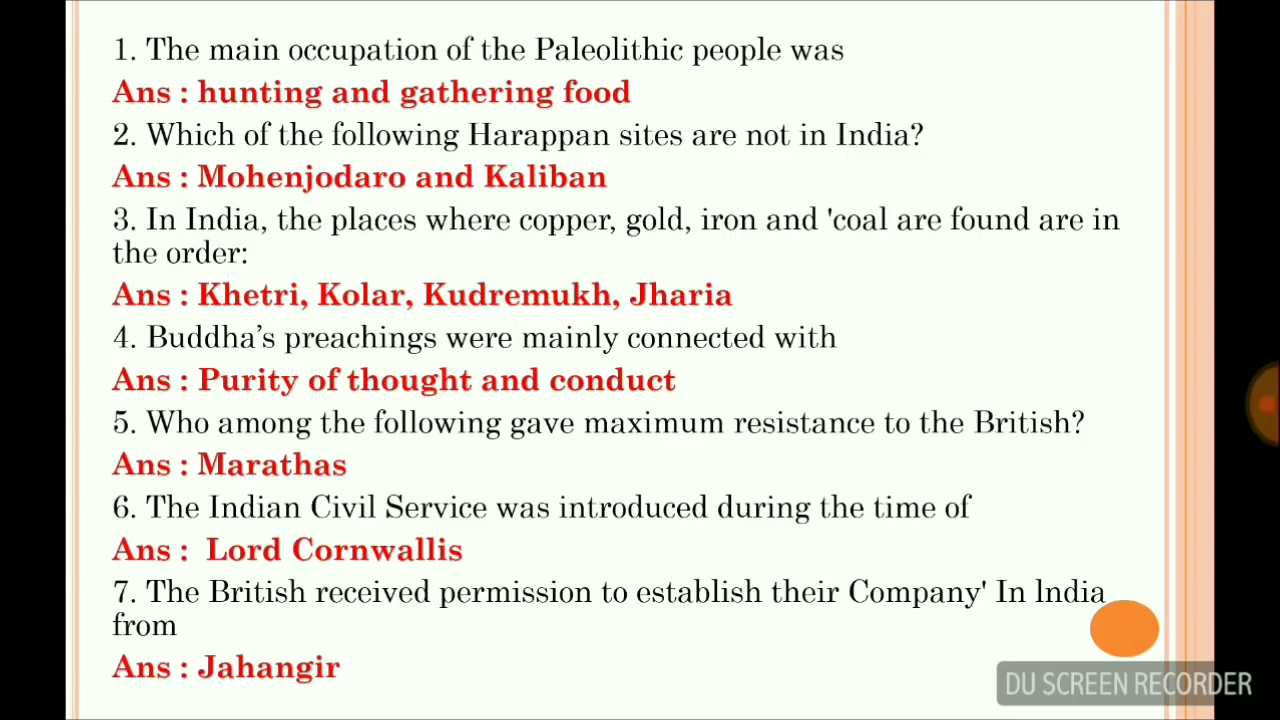 1. The main occupation of the Paleolithic people was
Ans : hunting and gathering food
2. Which of the following Harappan sites are not in India?
Ans : Mohenjodaro and Kaliban
3. In India, the places where copper, gold, iron and 'coal are found are in
the order:
Ans : Khetri, Kolar, Kudremukh, Jharia
4. Buddha’s preachings were mainly connected with
Ans : Purity of thought and conduct
5. Who among the following gave maximum resistance to the British?
Ans : Marathas
6. The Indian Civil Service was introduced during the time of
Ans :  Lord Cornwallis
7. The British received permission to establish their Company' In lndia
from
Ans : Jahangir
DU SCREEN RECORDER